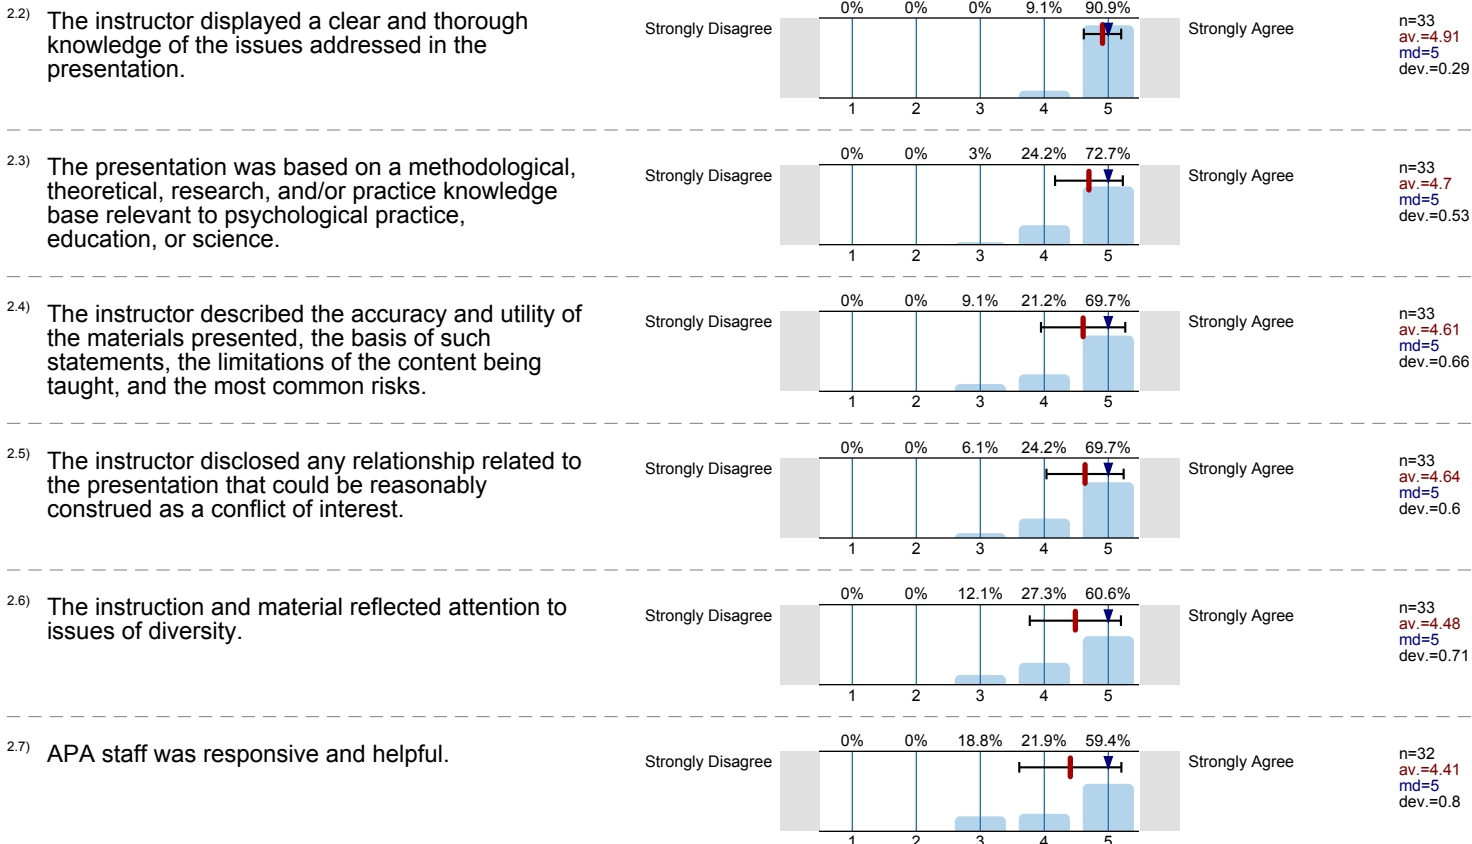 2.2) The instructor displayed a clear and thorough
knowledge of the issues addressed in the
presentation.
Strongly Disagree
0% 0% 0% 9.1% 90.9%
1 2 3 4 5
Strongly Agree
n=33
av.=4.91
md=5
dev.=0.29
2.3) The presentation was based on a methodological,
theoretical, research, and/or practice knowledge
base relevant to psychological practice,
education, or science.
Strongly Disagree
0% 0% 3% 24.2% 72.7%
1 2 3 4 5
Strongly Agree
n=33
av.=4.7
md=5
dev.=0.53
2.4) The instructor described the accuracy and utility of
the materials presented, the basis of such
statements, the limitations of the content being
taught, and the most common risks.
Strongly Disagree
0% 0% 9.1% 21.2% 69.7%
1 2 3 4 5
Strongly Agree
n=33
av.=4.61
md=5
dev.=0.66
2.5) The instructor disclosed any relationship related to
the presentation that could be reasonably
construed as a conflict of interest.
Strongly Disagree
0% 0% 6.1% 24.2% 69.7%
1 2 3 4 5
Strongly Agree
n=33
av.=4.64
md=5
dev.=0.6
2.6) The instruction and material reflected attention to
issues of diversity.
Strongly Disagree
0% 0% 12.1% 27.3% 60.6%
1 2 3 4 5
Strongly Agree
n=33
av.=4.48
md=5
dev.=0.71
2.7) APA staff was responsive and helpful.
Strongly Disagree
0% 0% 18.8% 21.9% 59.4%
1 2 3 4 5
Strongly Agree
n=32
av.=4.41
md=5
dev.=0.8